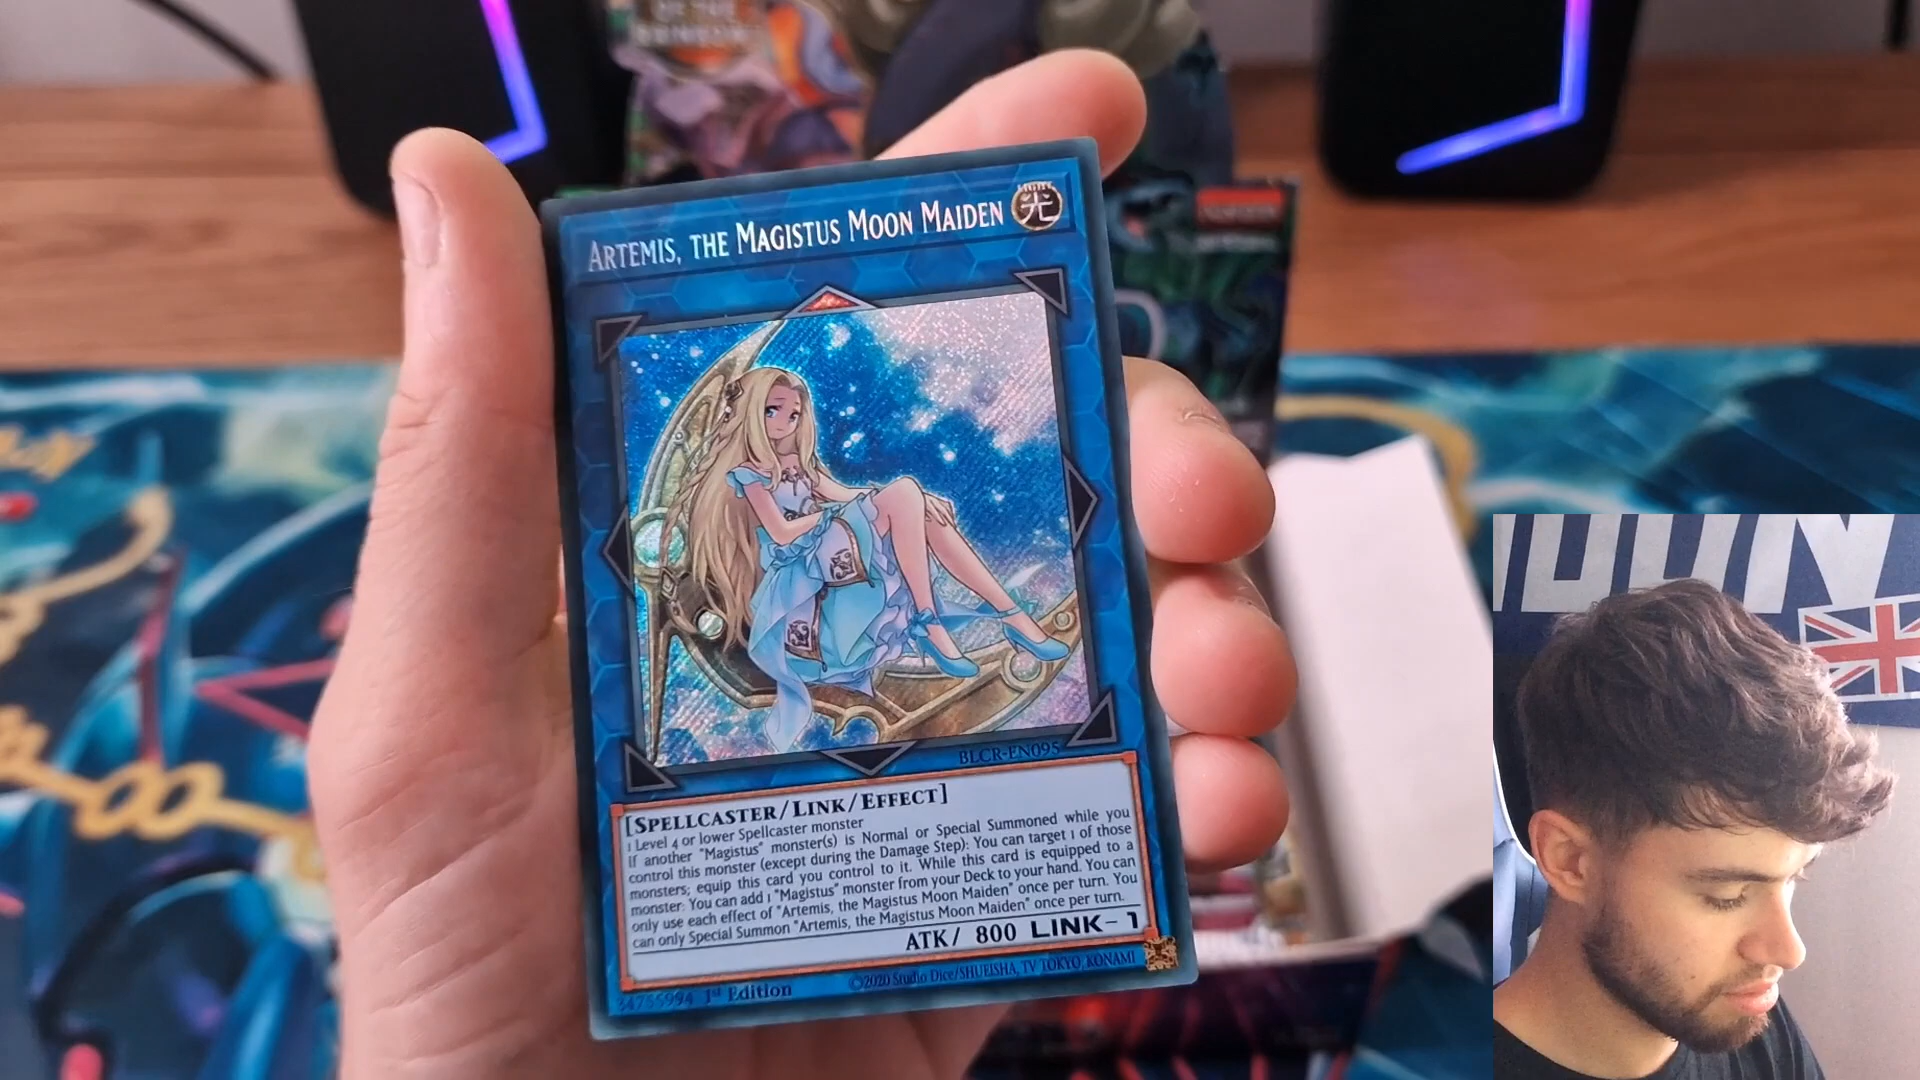 OF THE
ARTEMIS, THE MAGISTUS MOON MAIDEN
LIGHT
光
BLCR-EN095
[SPELLCASTER/LINK/EFFECT]
1 Level 4 or lower Spellcaster monster
If another "Magistus" monster(s) is Normal or Special Summoned while you
control this monster (except during the Damage Step): You can target 1 of those
monsters; equip this card you control to it. While this card is equipped to a
monster: You can add 1 "Magistus" monster from your Deck to your hand. You can
only use each effect of "Artemis, the Magistus Moon Maiden" once per turn. You
can only Special Summon "Artemis, the Magistus Moon Maiden" once per turn.
ATK/ 800 LINK-1
34755994 1st Edition ©2020 Studio Dice/SHUEISHA, TV TOKYO, KONAMI